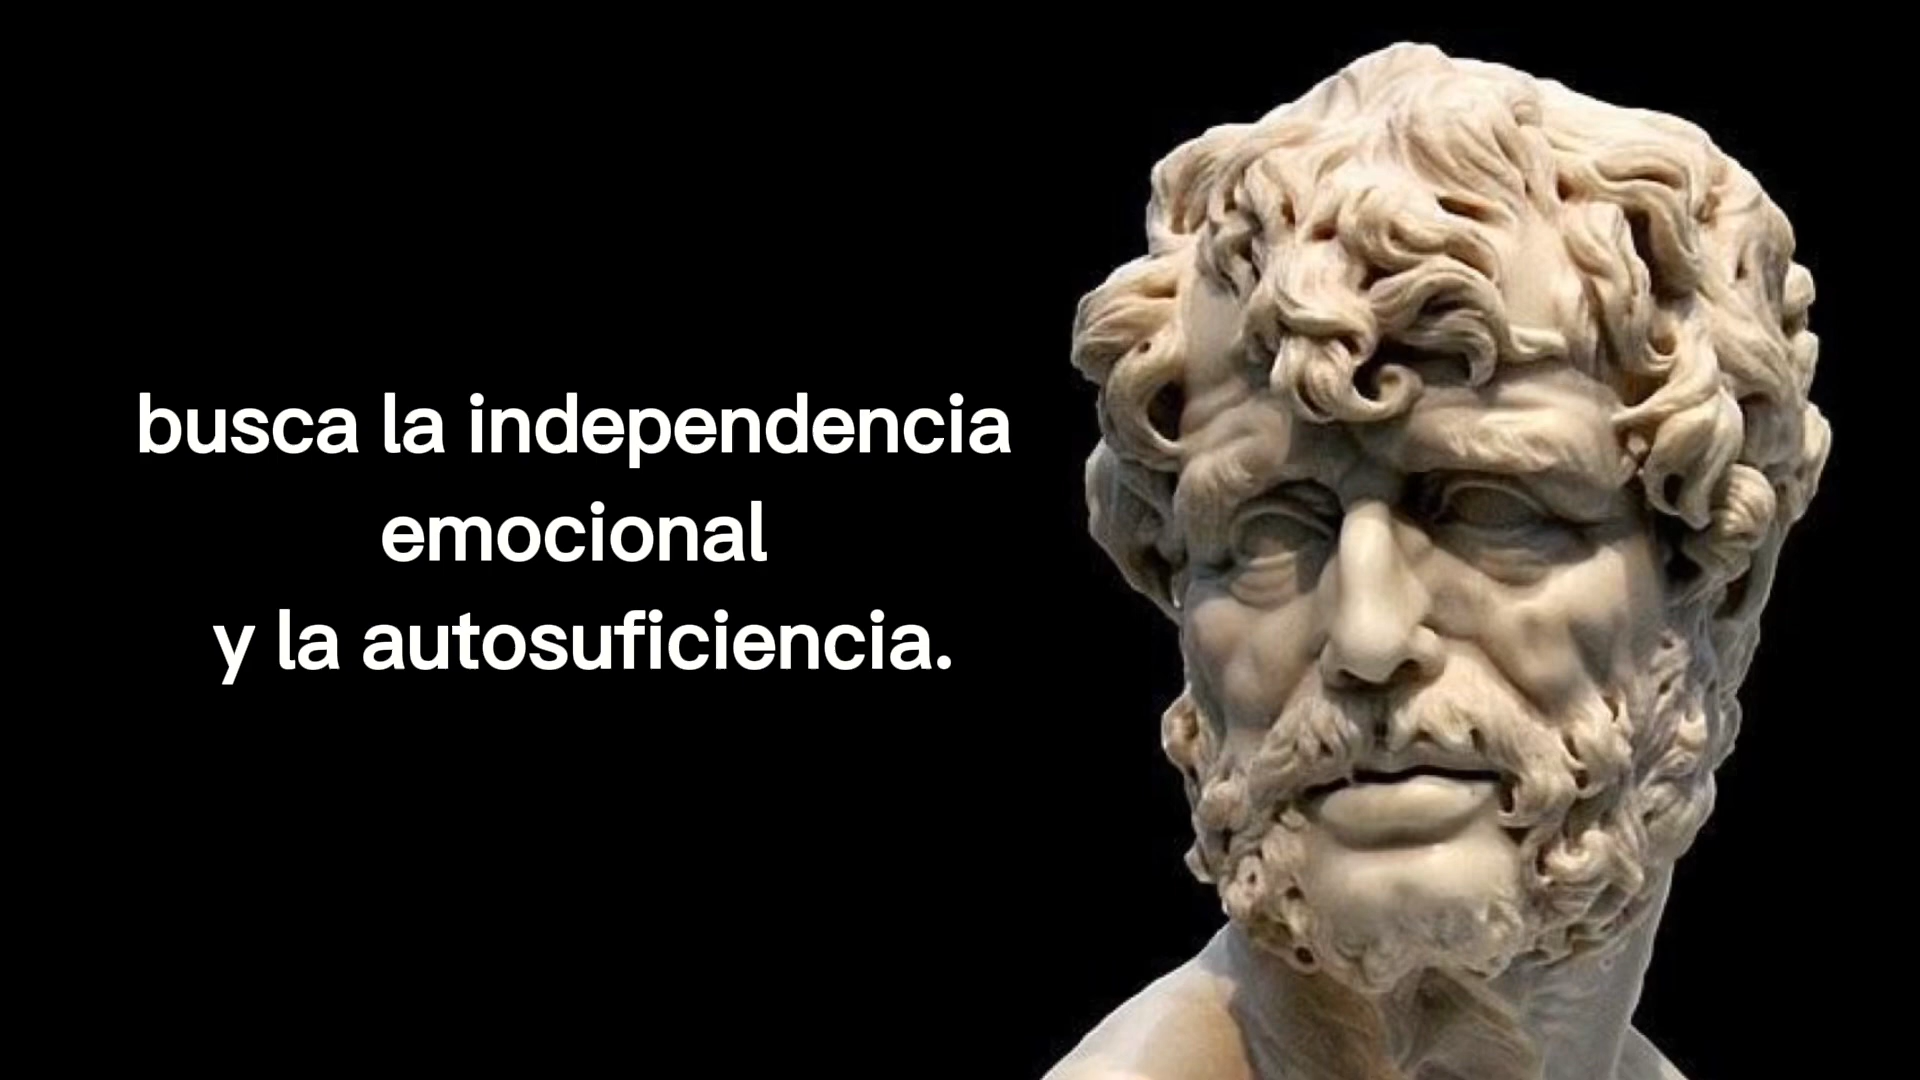 busca la independencia
emocional
y la autosuficiencia.